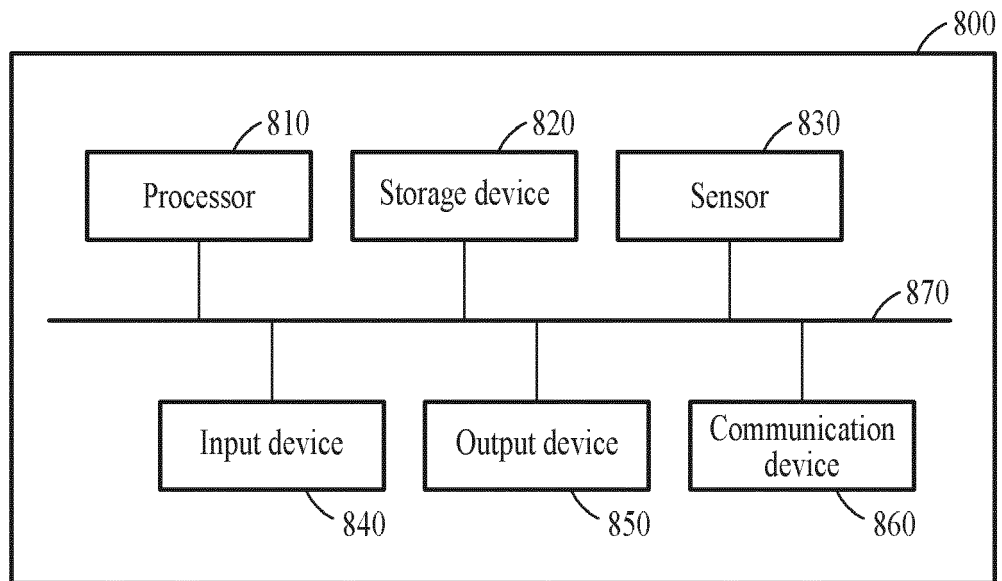 800
810
820
830
Processor
Storage device
Sensor
870
Input device
Output device
Communication
device
840
850
860